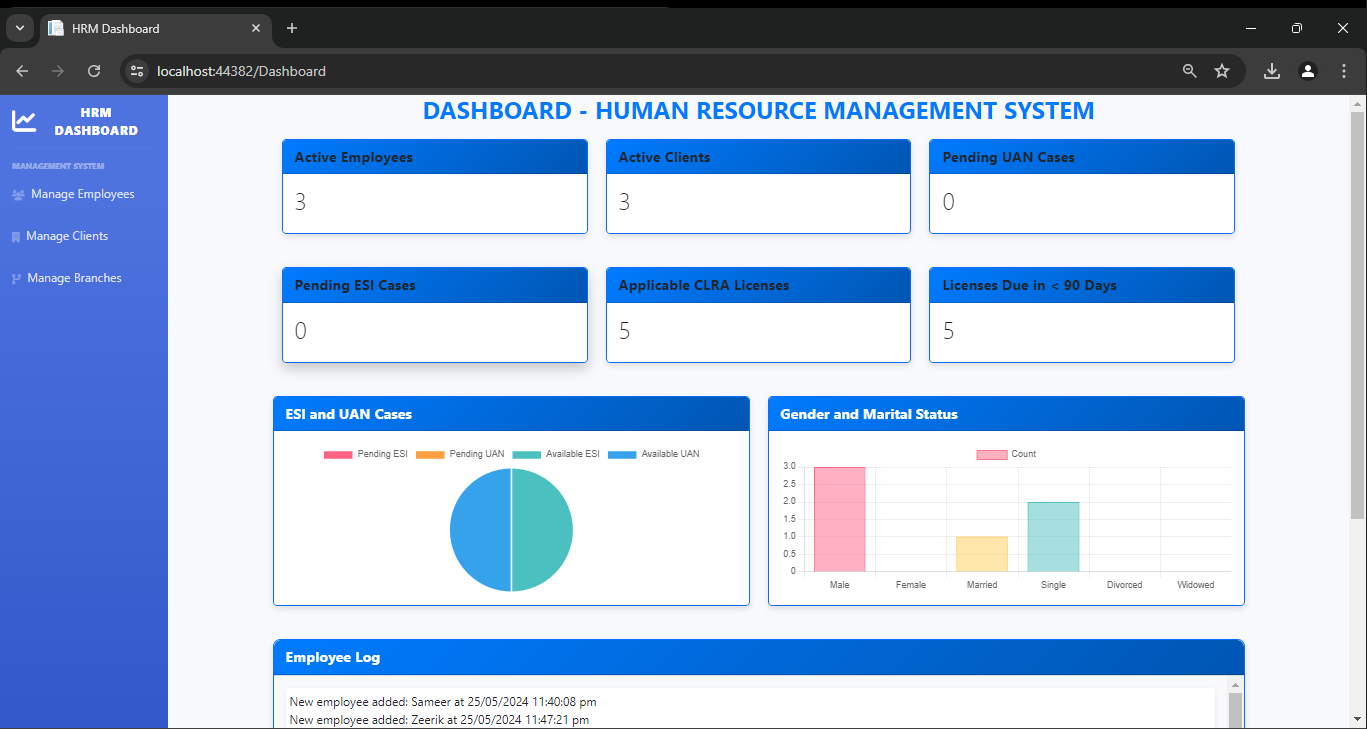 HRM Dashboard
localhost:44382/Dashboard
HRM
DASHBOARD
MANAGEMENT SYSTEM
Manage Employees
Manage Clients
Manage Branches
DASHBOARD - HUMAN RESOURCE MANAGEMENT SYSTEM
Active Employees
3
Active Clients
3
Pending UAN Cases
0
Pending ESI Cases
0
Applicable CLRA Licenses
5
Licenses Due in < 90 Days
5
ESI and UAN Cases
Pending ESI Pending UAN Available ESI Available UAN
Gender and Marital Status
Count
3.0
2.5
2.0
1.5
1.0
0.5
0
Male Female Married Single Divorced Widowed
Employee Log
New employee added: Sameer at 25/05/2024 11:40:08 pm
New employee added: Zeerik at 25/05/2024 11:47:21 pm